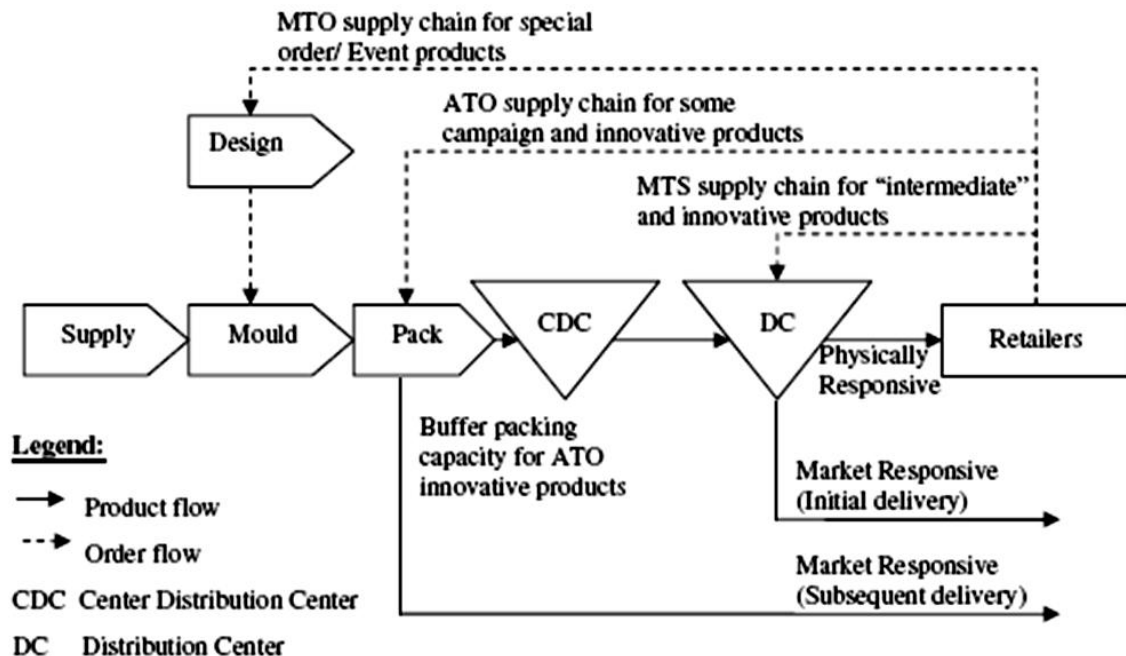 MTO supply chain for special
order/ Event products
ATO supply chain for some
campaign and innovative products
Design
MTS supply chain for “intermediate”
and innovative products
Supply
Mould
Pack
CDC
DC
Retailers
Physically
Responsive
Buffer packing
capacity for ATO
innovative products
Legend:
Product flow
Order flow
CDC Center Distribution Center
DC Distribution Center
Market Responsive
(Initial delivery)
Market Responsive
(Subsequent delivery)